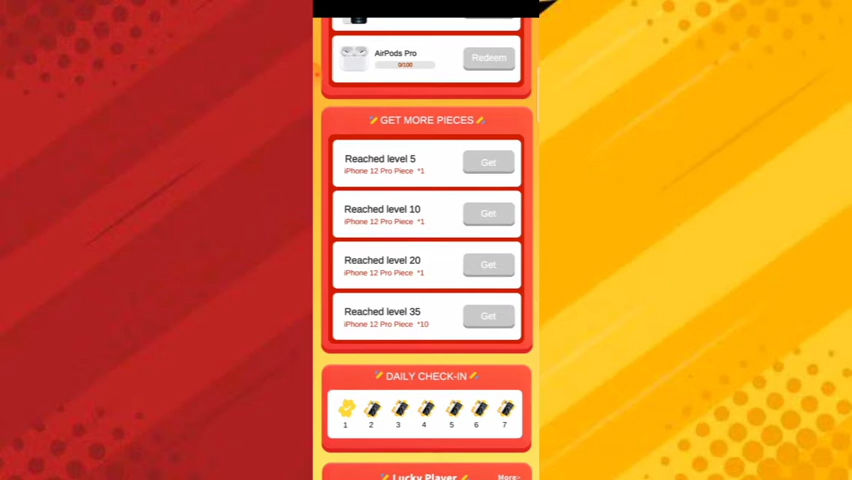 AirPods Pro
0/100
Redeem
GET MORE PIECES
Reached level 5
iPhone 12 Pro Piece *1
Get
Reached level 10
iPhone 12 Pro Piece *1
Get
Reached level 20
iPhone 12 Pro Piece *1
Get
Reached level 35
iPhone 12 Pro Piece *10
Get
DAILY CHECK-IN
1 2 3 4 5 6 7
Lucky Player
More>